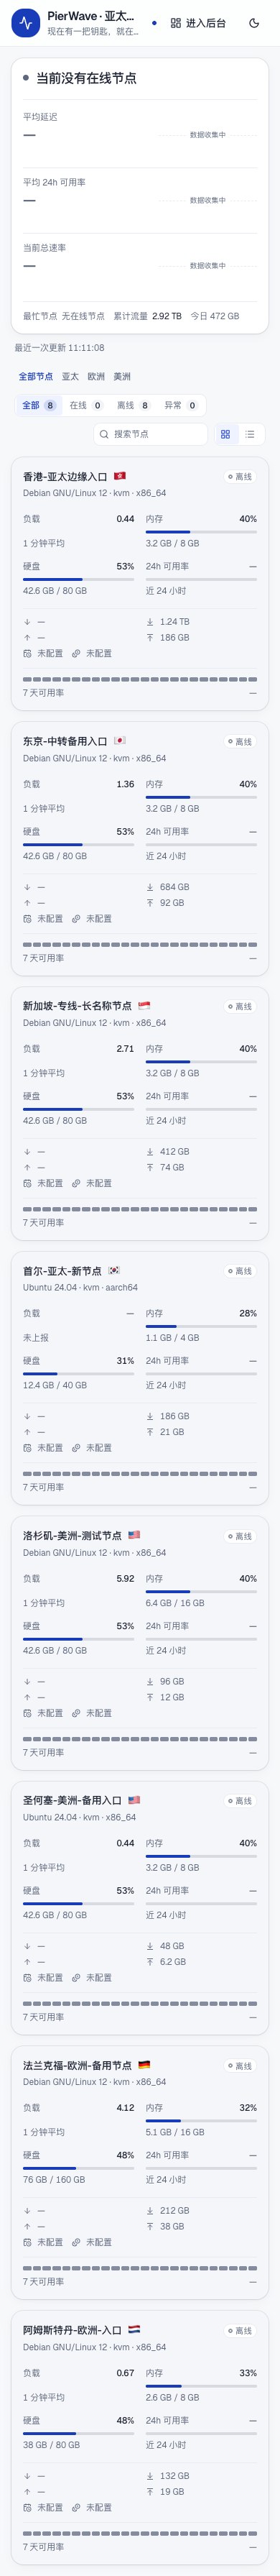 PierWave · 亚太…
现在有一把钥匙，就在…
进入后台
当前没有在线节点
平均延迟
—
数据收集中
平均 24h 可用率
—
数据收集中
当前总速率
—
数据收集中
最忙节点 无在线节点 累计流量 2.92 TB 今日 472 GB
最近一次更新 11:11:08
全部节点 亚太 欧洲 美洲
全部 8 在线 0 离线 8 异常 0
搜索节点
香港-亚太边缘入口 离线
Debian GNU/Linux 12 · kvm · x86_64
负载 0.44 内存 40%
1 分钟平均 3.2 GB / 8 GB
硬盘 53% 24h 可用率 —
42.6 GB / 80 GB 近 24 小时
↓ — 1.24 TB
↑ — 186 GB
未配置 未配置
7 天可用率 —
东京-中转备用入口 离线
Debian GNU/Linux 12 · kvm · x86_64
负载 1.36 内存 40%
1 分钟平均 3.2 GB / 8 GB
硬盘 53% 24h 可用率 —
42.6 GB / 80 GB 近 24 小时
↓ — 684 GB
↑ — 92 GB
未配置 未配置
7 天可用率 —
新加坡-专线-长名称节点 离线
Debian GNU/Linux 12 · kvm · x86_64
负载 2.71 内存 40%
1 分钟平均 3.2 GB / 8 GB
硬盘 53% 24h 可用率 —
42.6 GB / 80 GB 近 24 小时
↓ — 412 GB
↑ — 74 GB
未配置 未配置
7 天可用率 —
首尔-亚太-新节点 离线
Ubuntu 24.04 · kvm · aarch64
负载 — 内存 28%
未上报 1.1 GB / 4 GB
硬盘 31% 24h 可用率 —
12.4 GB / 40 GB 近 24 小时
↓ — 186 GB
↑ — 21 GB
未配置 未配置
7 天可用率 —
洛杉矶-美洲-测试节点 离线
Debian GNU/Linux 12 · kvm · x86_64
负载 5.92 内存 40%
1 分钟平均 6.4 GB / 16 GB
硬盘 53% 24h 可用率 —
42.6 GB / 80 GB 近 24 小时
↓ — 96 GB
↑ — 12 GB
未配置 未配置
7 天可用率 —
圣何塞-美洲-备用入口 离线
Ubuntu 24.04 · kvm · x86_64
负载 0.44 内存 40%
1 分钟平均 3.2 GB / 8 GB
硬盘 53% 24h 可用率 —
42.6 GB / 80 GB 近 24 小时
↓ — 48 GB
↑ — 6.2 GB
未配置 未配置
7 天可用率 —
法兰克福-欧洲-备用节点 离线
Debian GNU/Linux 12 · kvm · x86_64
负载 4.12 内存 32%
1 分钟平均 5.1 GB / 16 GB
硬盘 48% 24h 可用率 —
76 GB / 160 GB 近 24 小时
↓ — 212 GB
↑ — 38 GB
未配置 未配置
7 天可用率 —
阿姆斯特丹-欧洲-入口 离线
Debian GNU/Linux 12 · kvm · x86_64
负载 0.67 内存 33%
1 分钟平均 2.6 GB / 8 GB
硬盘 48% 24h 可用率 —
38 GB / 80 GB 近 24 小时
↓ — 132 GB
↑ — 19 GB
未配置 未配置
7 天可用率 —